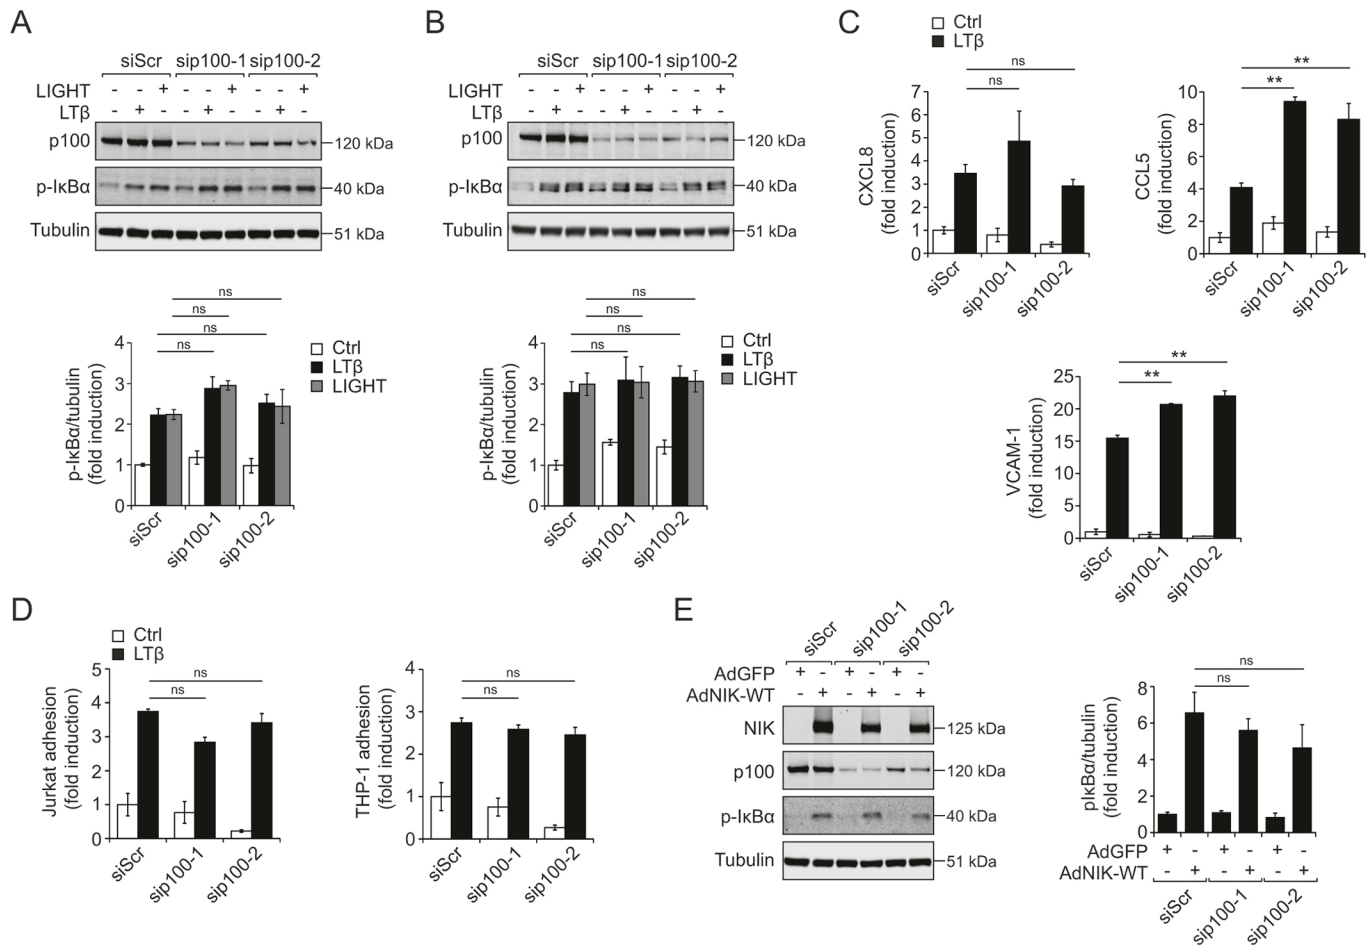 A
siScr sip100-1 sip100-2
LIGHT - - + - - + - - +
LTβ - + - - + - - + -
p100 120 kDa
p-IκBα 40 kDa
Tubulin 51 kDa
ns
ns
ns
ns
p-IκBα/tubulin
(fold induction)
4
3
2
1
0
siScr
sip100-1
sip100-2
Ctrl
LTβ
LIGHT
B
siScr sip100-1 sip100-2
LIGHT - - + - - + - - +
LTβ - + - - + - - + -
p100 120 kDa
p-IκBα 40 kDa
Tubulin 51 kDa
ns
ns
ns
ns
p-IκBα/tubulin
(fold induction)
4
3
2
1
0
siScr
sip100-1
sip100-2
Ctrl
LTβ
LIGHT
C
Ctrl
LTβ
ns
ns
CXCL8
(fold induction)
7
6
5
4
3
2
1
0
siScr
sip100-1
sip100-2
**
**
CCL5
(fold induction)
10
8
6
4
2
0
siScr
sip100-1
sip100-2
**
**
VCAM-1
(fold induction)
25
20
15
10
5
0
siScr
sip100-1
sip100-2
D
Ctrl
LTβ
ns
ns
Jurkat adhesion
(fold induction)
5
4
3
2
1
0
siScr
sip100-1
sip100-2
ns
ns
THP-1 adhesion
(fold induction)
4
3
2
1
0
siScr
sip100-1
sip100-2
E
siScr
sip100-1
sip100-2
AdGFP + - + - + -
AdNIK-WT - + - + - +
NIK 125 kDa
p100 120 kDa
p-IκBα 40 kDa
Tubulin 51 kDa
ns
ns
pIκBα/tubulin
(fold induction)
8
6
4
2
0
AdGFP + - + - + -
AdNIK-WT - + - + - +
siScr
sip100-1
sip100-2